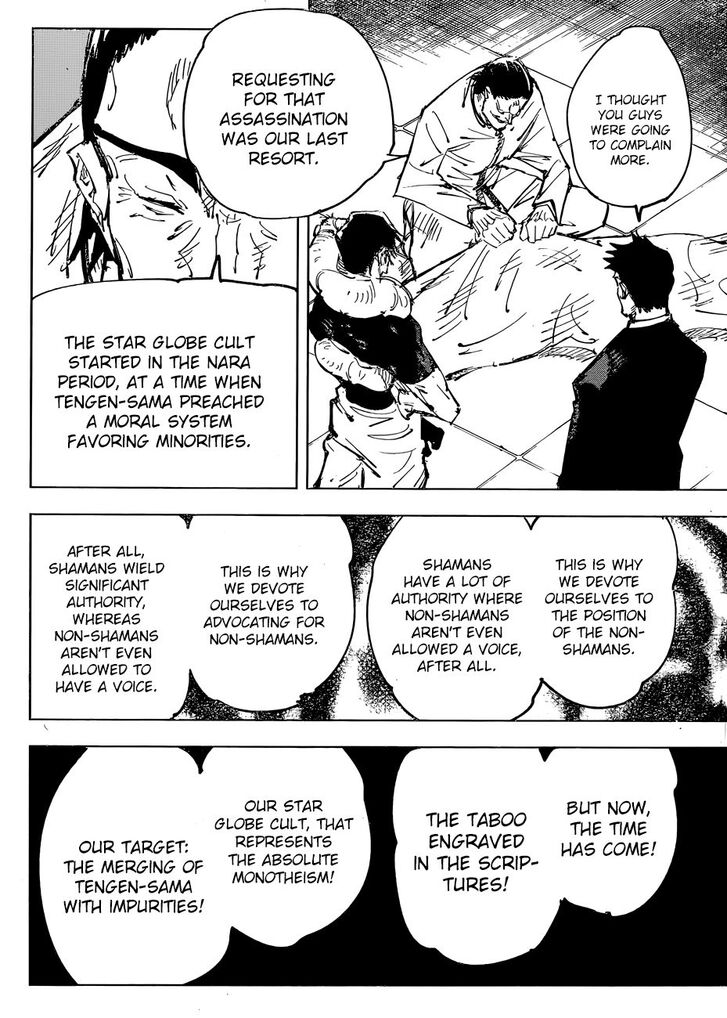 I THOUGHT
YOU GUYS
WERE GOING
TO COMPLAIN
MORE.
REQUESTING
FOR THAT
ASSASSINATION
WAS OUR LAST
RESORT.
THE STAR GLOBE CULT
STARTED IN THE NARA
PERIOD, AT A TIME WHEN
TENGEN-SAMA PREACHED
A MORAL SYSTEM
FAVORING MINORITIES.
THIS IS WHY
WE DEVOTE
OURSELVES TO
THE POSITION
OF THE NON-
SHAMANS.
SHAMANS
HAVE A LOT OF
AUTHORITY WHERE
NON-SHAMANS
AREN'T EVEN
ALLOWED A VOICE,
AFTER ALL.
THIS IS WHY
WE DEVOTE
OURSELVES TO
ADVOCATING FOR
NON-SHAMANS.
AFTER ALL,
SHAMANS WIELD
SIGNIFICANT
AUTHORITY,
WHEREAS
NON-SHAMANS
AREN'T EVEN
ALLOWED TO
HAVE A VOICE.
BUT NOW,
THE TIME
HAS COME!
THE TABOO
ENGRAVED
IN THE SCRIP-
TURES!
OUR STAR
GLOBE CULT, THAT
REPRESENTS
THE ABSOLUTE
MONOTHEISM!
OUR TARGET:
THE MERGING OF
TENGEN-SAMA
WITH IMPURITIES!